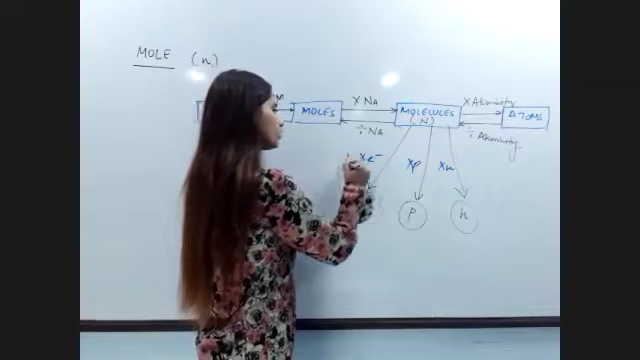 MOLE (n)
M
MOLES
X NA
÷ NA
MOLECULES
(N)
X Atomicity
÷ Atomicity
ATOMS
Xe⁻
Xp
Xn
P
n